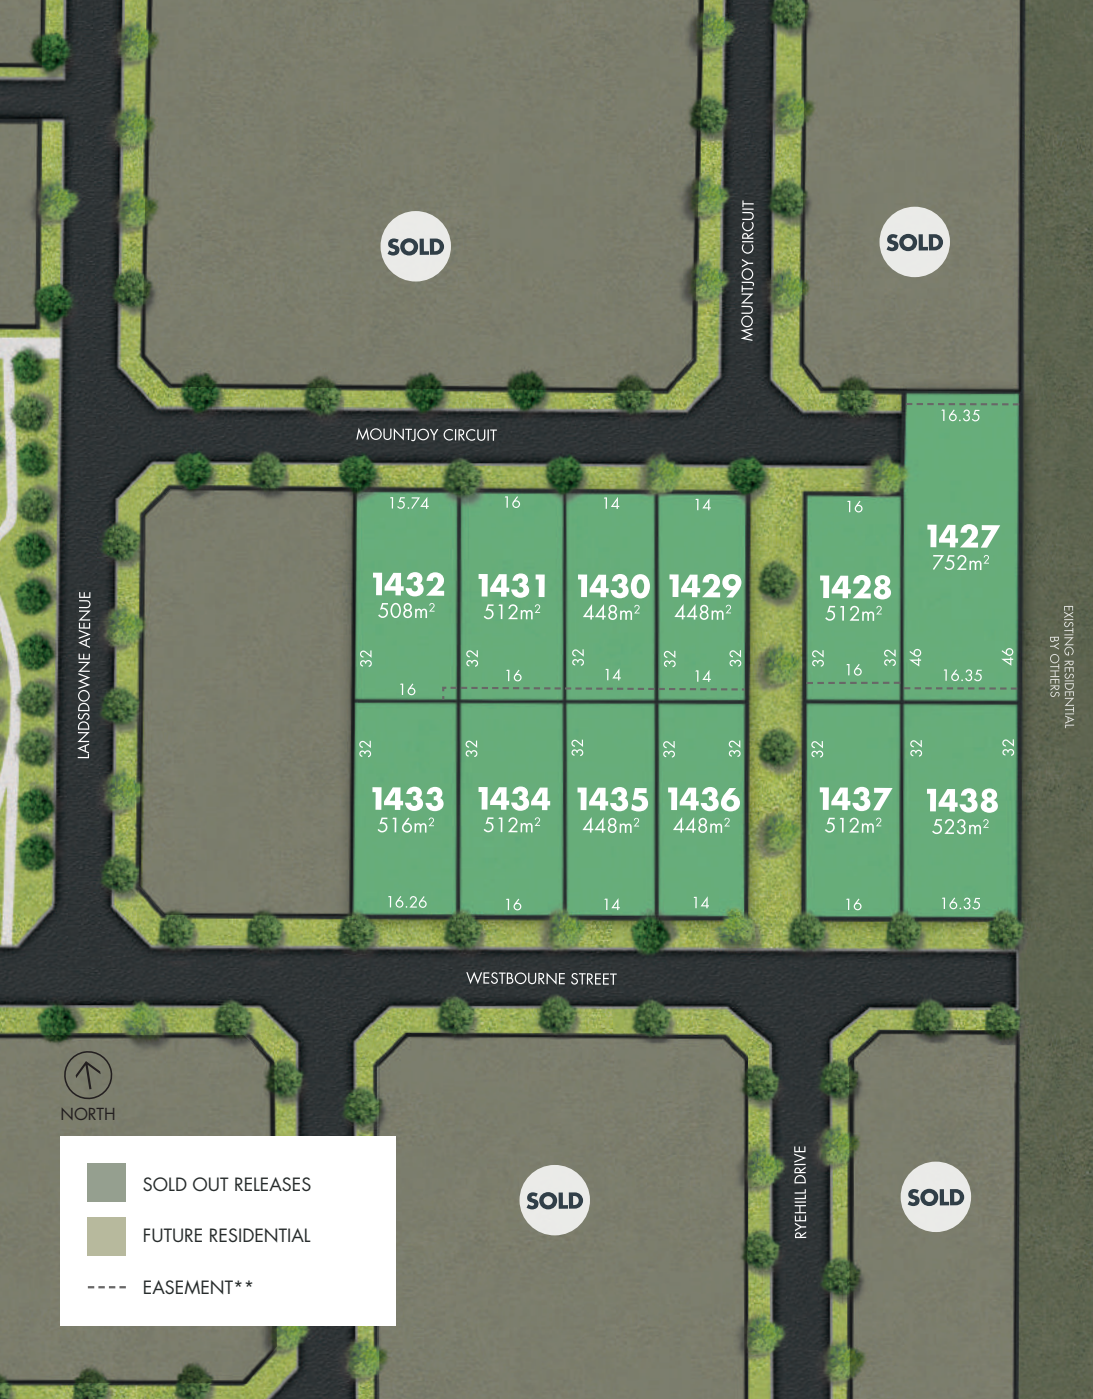 SOLD
SOLD
MOUNTJOY CIRCUIT
MOUNTJOY CIRCUIT
16.35
1427
752m²
46
46
16.35
15.74
16
14
14
16
1432
508m²
1431
512m²
1430
448m²
1429
448m²
1428
512m²
32
32
32
32
32
32
32
16
16
14
14
16
LANDSDOWNE AVENUE
EXISTING RESIDENTIAL
BY OTHERS
32
32
32
32
32
32
32
32
1433
516m²
1434
512m²
1435
448m²
1436
448m²
1437
512m²
1438
523m²
16.26
16
14
14
16
16.35
WESTBOURNE STREET
NORTH
RYEHILL DRIVE
SOLD
SOLD
SOLD OUT RELEASES
FUTURE RESIDENTIAL
EASEMENT**